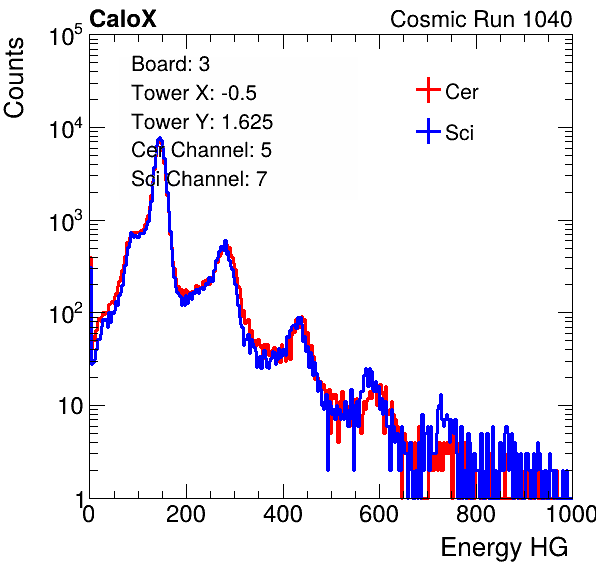 CaloX
Cosmic Run 1040
Counts
Board: 3
Tower X: -0.5
Tower Y: 1.625
Cer Channel: 5
Sci Channel: 7
Cer
Sci
10^5
10^4
10^3
10^2
10
1
0 200 400 600 800 1000
Energy HG